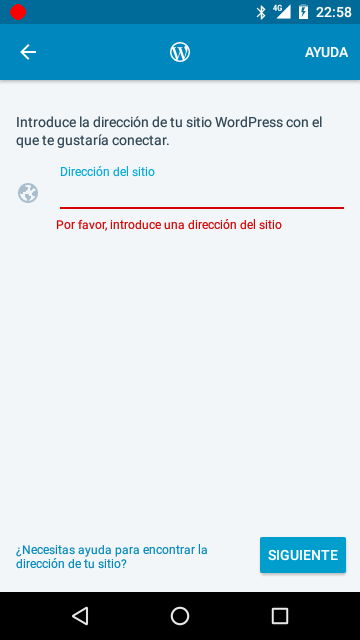 4G 22:58
AYUDA
Introduce la dirección de tu sitio WordPress con el
que te gustaría conectar.
Dirección del sitio
Por favor, introduce una dirección del sitio
¿Necesitas ayuda para encontrar la
dirección de tu sitio?
SIGUIENTE